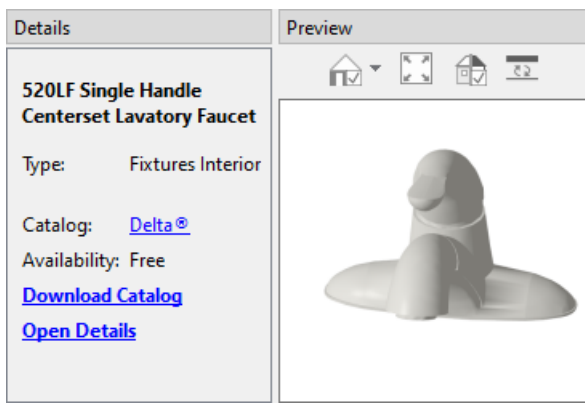 Details
Preview
520LF Single Handle
Centerset Lavatory Faucet
Type: Fixtures Interior
Catalog: Delta®
Availability: Free
Download Catalog
Open Details